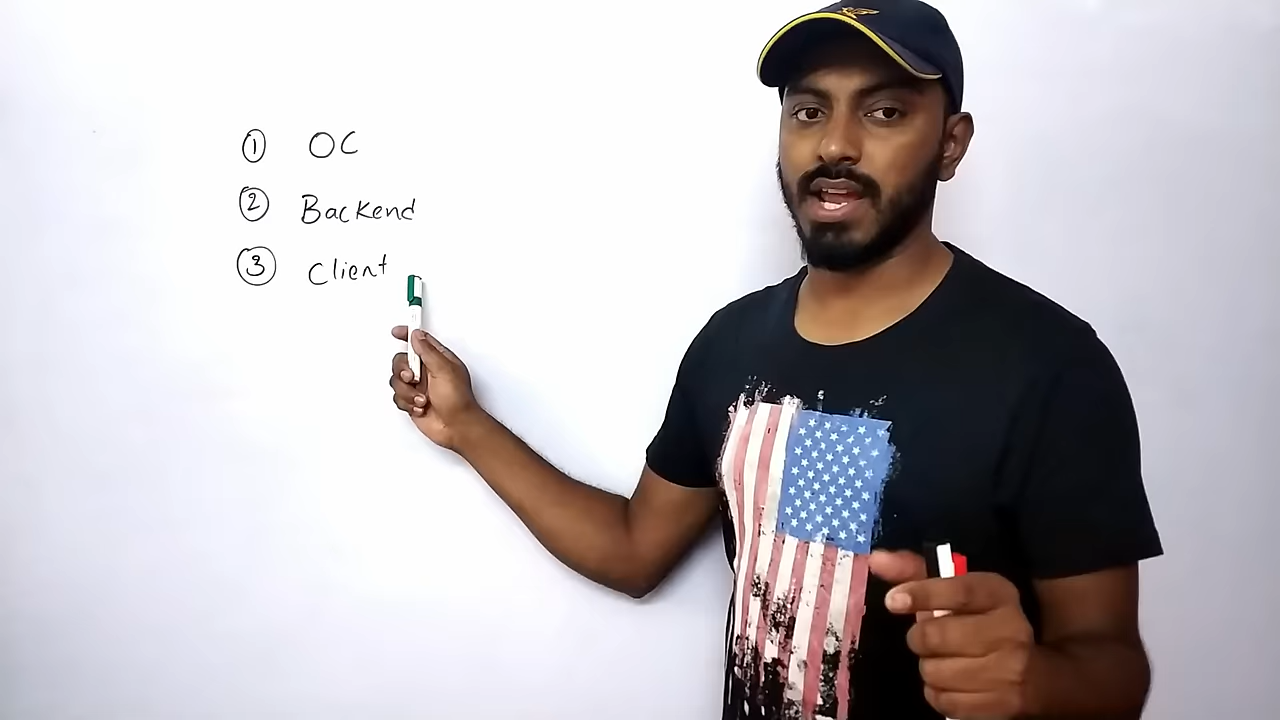 ① OC
② Backend
③ Client